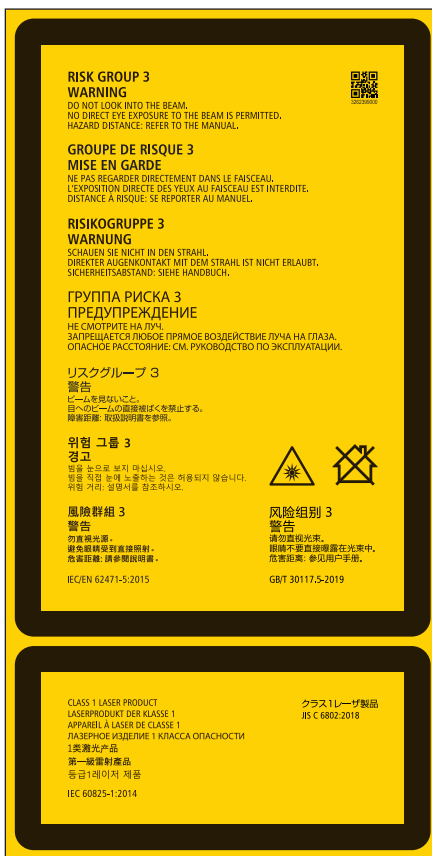 RISK GROUP 3
WARNING
DO NOT LOOK INTO THE BEAM.
NO DIRECT EYE EXPOSURE TO THE BEAM IS PERMITTED.
HAZARD DISTANCE: REFER TO THE MANUAL.
3262399000
GROUPE DE RISQUE 3
MISE EN GARDE
NE PAS REGARDER DIRECTEMENT DANS LE FAISCEAU.
L'EXPOSITION DIRECTE DES YEUX AU FAISCEAU EST INTERDITE.
DISTANCE À RISQUE: SE REPORTER AU MANUEL.
RISIKOGRUPPE 3
WARNUNG
SCHAUEN SIE NICHT IN DEN STRAHL.
DIREKTER AUGENKONTAKT MIT DEM STRAHL IST NICHT ERLAUBT.
SICHERHEITSABSTAND: SIEHE HANDBUCH.
ГРУППА РИСКА 3
ПРЕДУПРЕЖДЕНИЕ
НЕ СМОТРИТЕ НА ЛУЧ.
ЗАПРЕЩАЕТСЯ ЛЮБОЕ ПРЯМОЕ ВОЗДЕЙСТВИЕ ЛУЧА НА ГЛАЗА.
ОПАСНОЕ РАССТОЯНИЕ: СМ. РУКОВОДСТВО ПО ЭКСПЛУАТАЦИИ.
リスクグループ 3
警告
ビームを見ないこと。
目へのビームの直接被ばくを禁止する。
障害距離: 取扱説明書を参照。
위험 그룹 3
경고
빔을 눈으로 보지 마십시오.
빔을 직접 눈에 노출하는 것은 허용되지 않습니다.
위험 거리: 설명서를 참조하시오.
風險群組 3
警告
勿直視光源。
避免眼睛受到直接照射。
危害距離: 請參閱說明書。
IEC/EN 62471-5:2015
风险组别 3
警告
请勿直视光束。
眼睛不要直接曝露在光束中。
危害距离: 参见用户手册。
GB/T 30117.5-2019
CLASS 1 LASER PRODUCT
LASERPRODUKT DER KLASSE 1
APPAREIL À LASER DE CLASSE 1
ЛАЗЕРНОЕ ИЗДЕЛИЕ 1 КЛАССА ОПАСНОСТИ
1类激光产品
第一級雷射產品
등급1레이저 제품
IEC 60825-1:2014
クラス1レーザ製品
JIS C 6802:2018